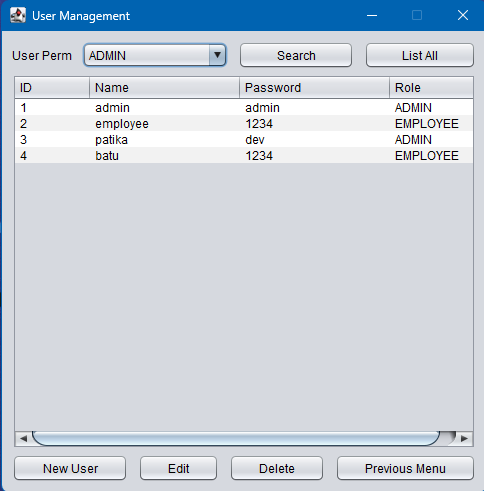 User Management
User Perm ADMIN Search List All
ID Name Password Role
1 admin admin ADMIN
2 employee 1234 EMPLOYEE
3 patika dev ADMIN
4 batu 1234 EMPLOYEE
New User Edit Delete Previous Menu